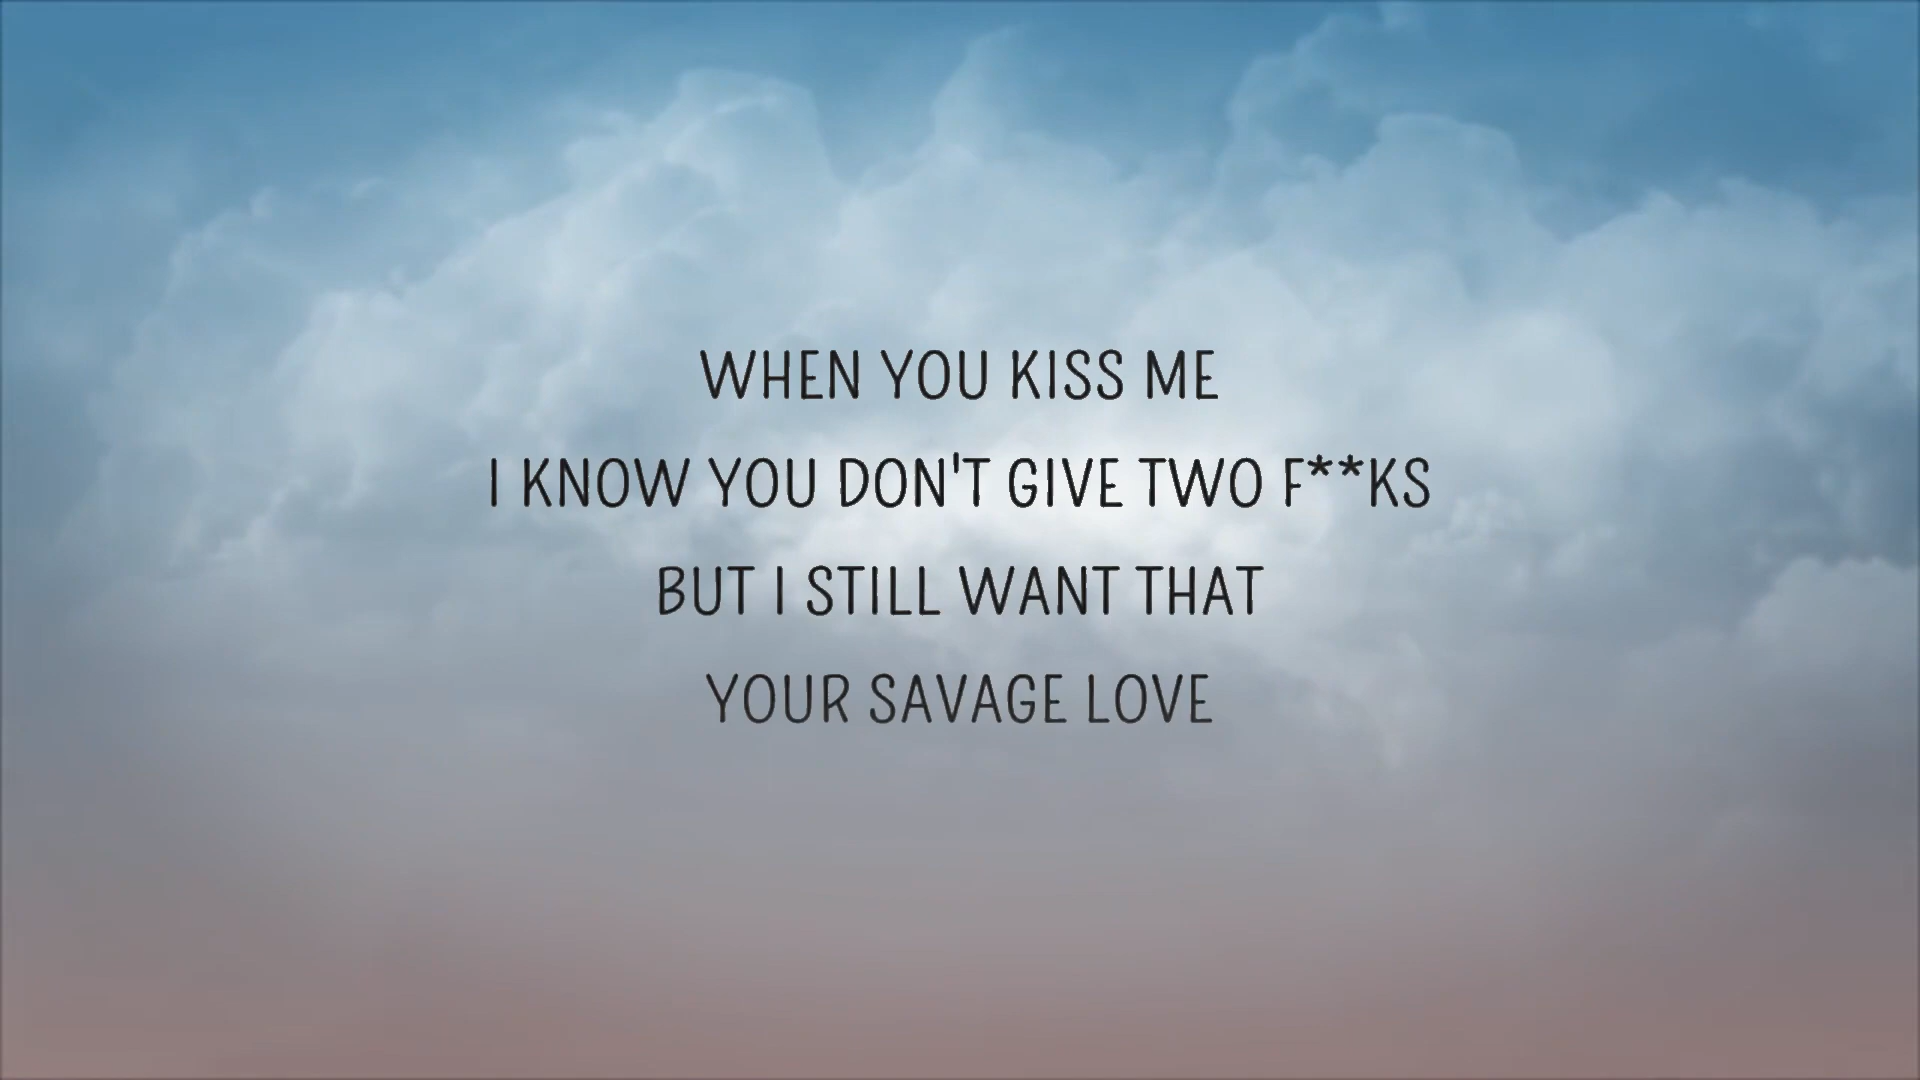 WHEN YOU KISS ME
I KNOW YOU DON'T GIVE TWO F**KS
BUT I STILL WANT THAT
YOUR SAVAGE LOVE